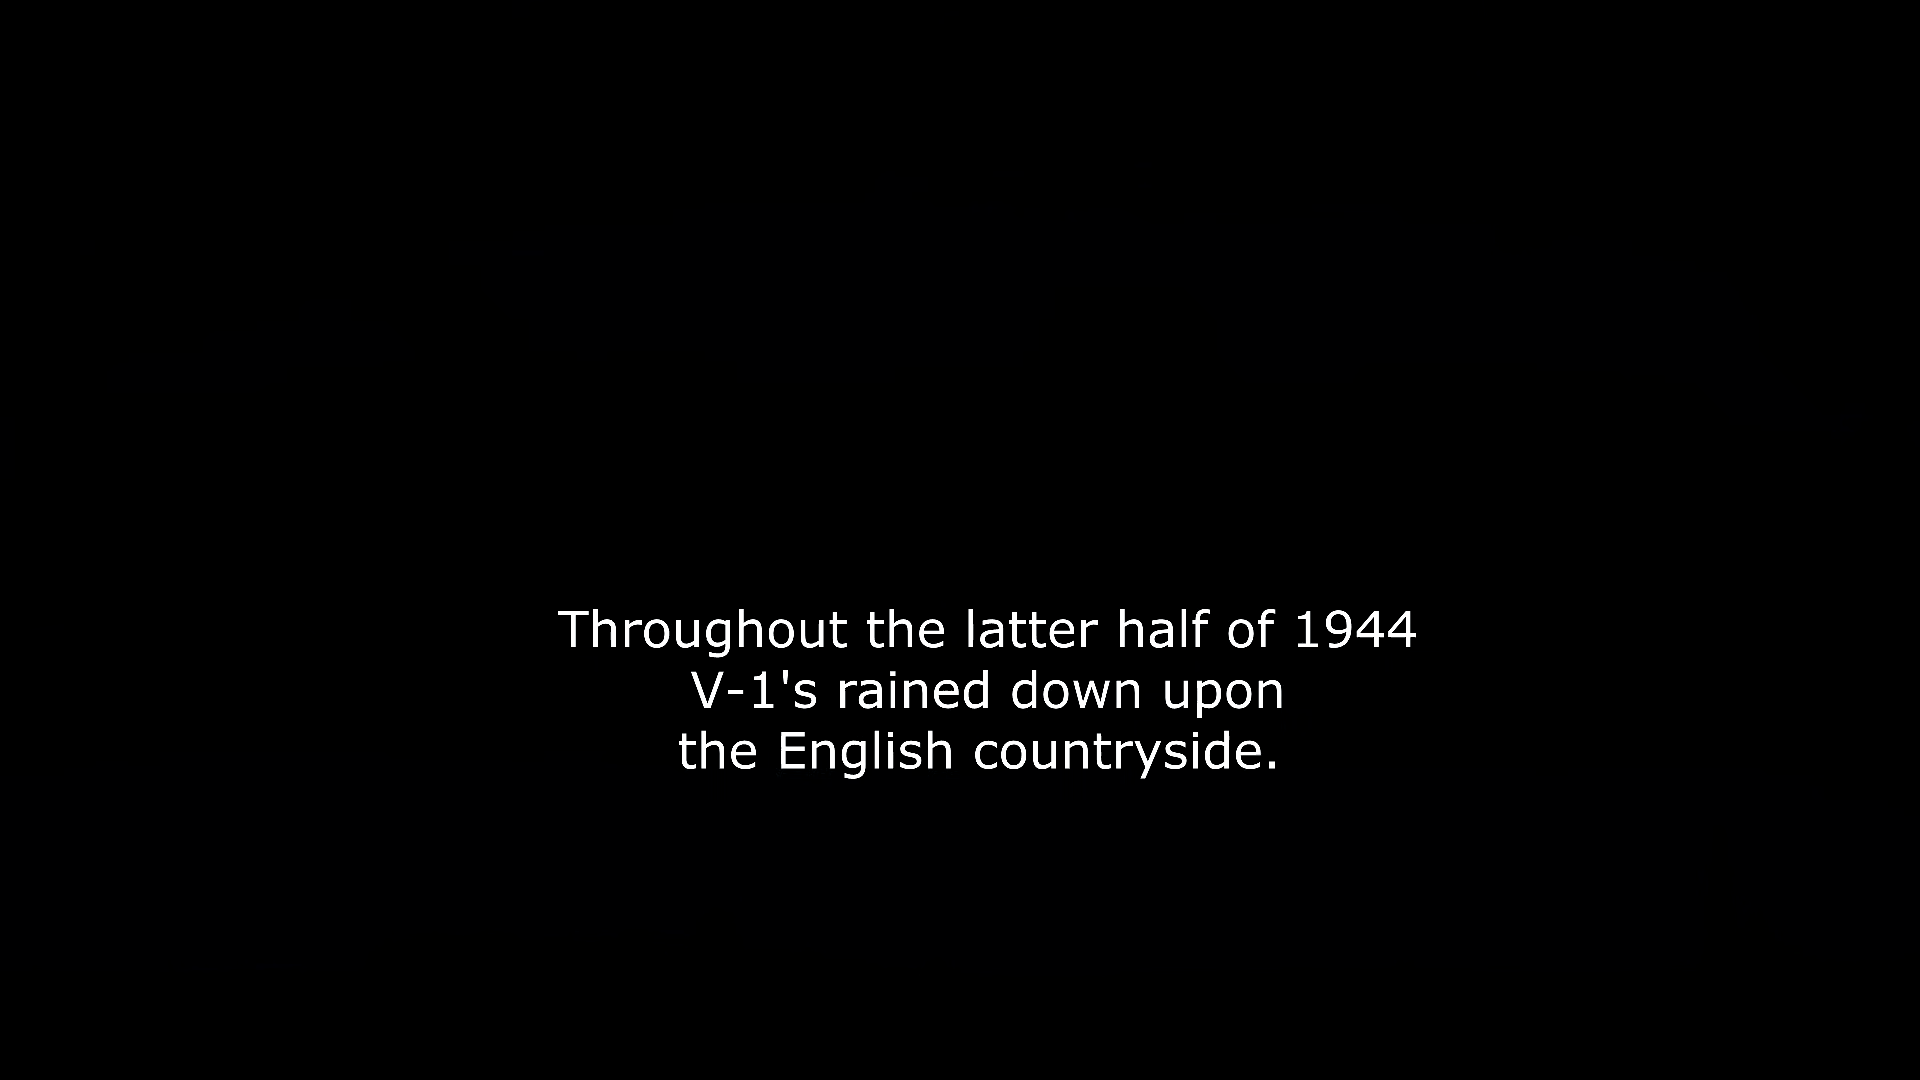 Throughout the latter half of 1944
V-1's rained down upon
the English countryside.